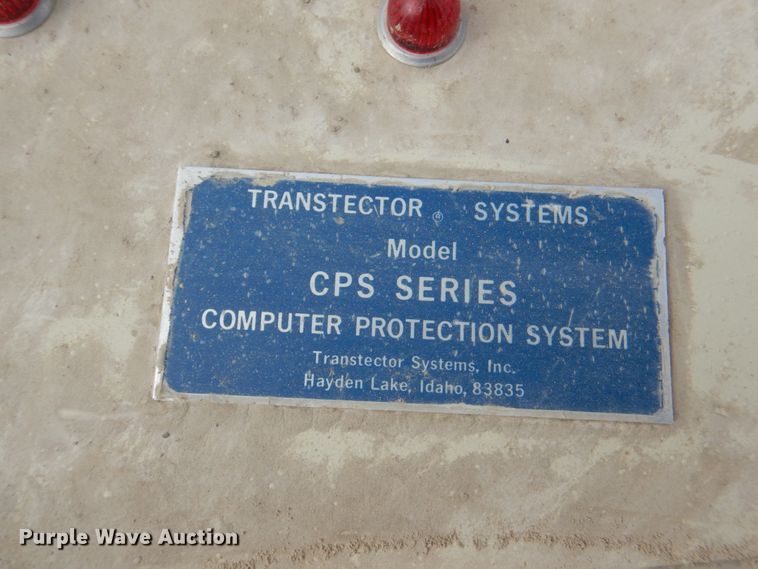 TRANSTECTOR ® SYSTEMS
Model
CPS SERIES
COMPUTER PROTECTION SYSTEM
Transtector Systems, Inc.
Hayden Lake, Idaho, 83835
Purple Wave Auction